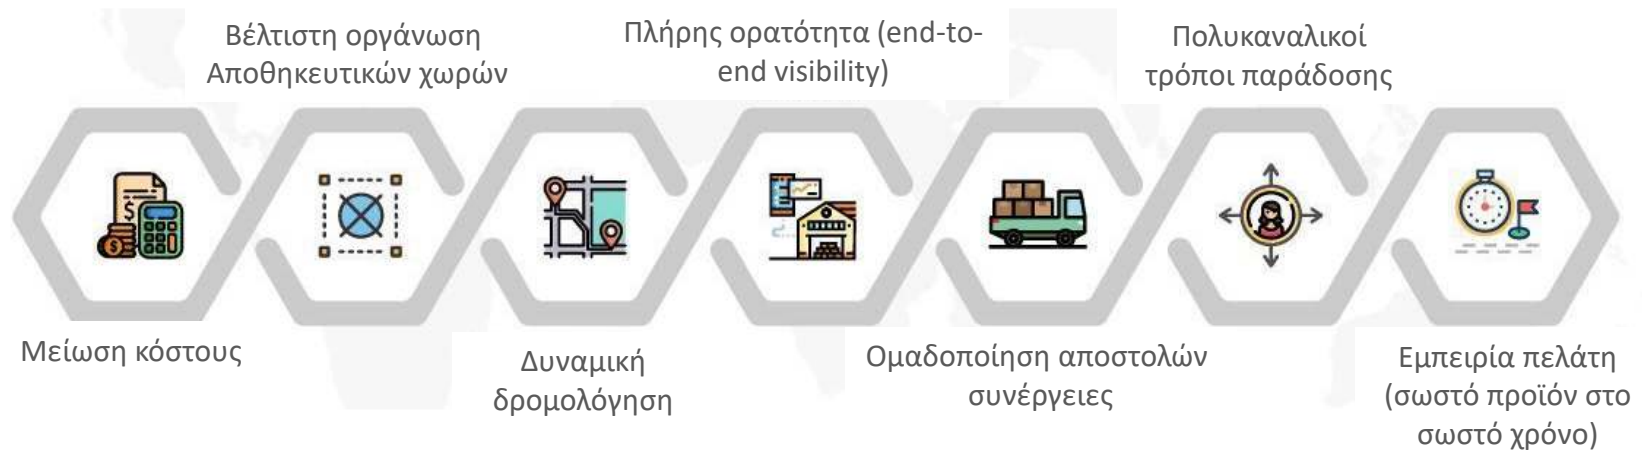 Βέλτιστη οργάνωση
Αποθηκευτικών χωρών
Πλήρης ορατότητα (end-to-
end visibility)
Πολυκαναλικοί
τρόποι παράδοσης
Μείωση κόστους
Δυναμική
δρομολόγηση
Ομαδοποίηση αποστολών
συνέργειες
Εμπειρία πελάτη
(σωστό προϊόν στο
σωστό χρόνο)